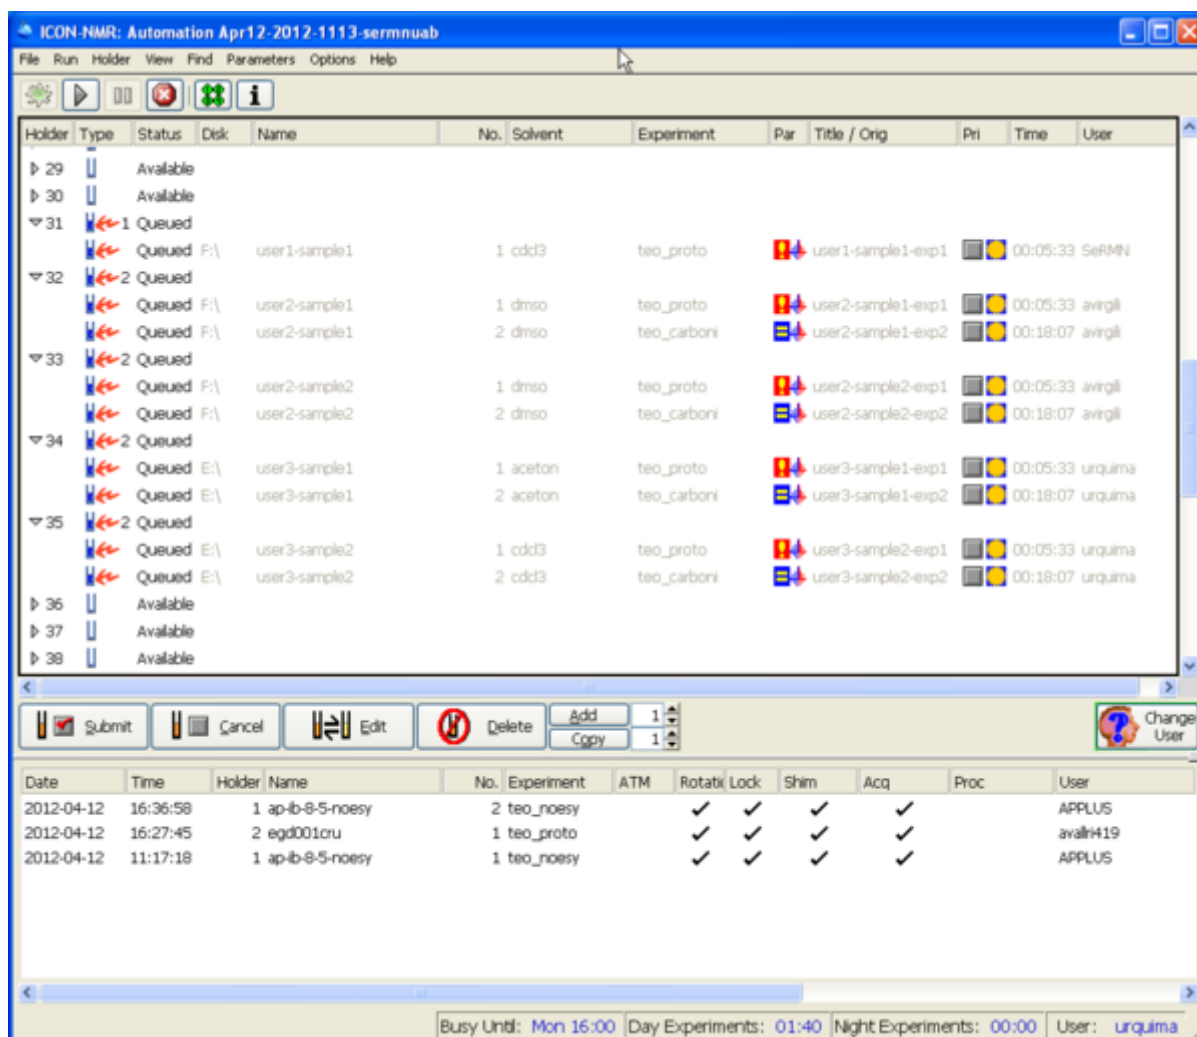 ICON-NMR: Automation Apr12-2012-1113-sermnuab
File Run Holder View Find Parameters Options Help
Holder Type Status Disk Name No. Solvent Experiment Par Title / Orig Pri Time User
29 Available
30 Available
31 1 Queued
Queued F:\ user1-sample1 1 cdcl3 teo_proto user1-sample1-exp1 00:05:33 SeRMN
32 2 Queued
Queued F:\ user2-sample1 1 dmso teo_proto user2-sample1-exp1 00:05:33 avirgili
Queued F:\ user2-sample1 2 dmso teo_carboni user2-sample1-exp2 00:18:07 avirgili
33 2 Queued
Queued F:\ user2-sample2 1 dmso teo_proto user2-sample2-exp1 00:05:33 avirgili
Queued F:\ user2-sample2 2 dmso teo_carboni user2-sample2-exp2 00:18:07 avirgili
34 2 Queued
Queued E:\ user3-sample1 1 aceton teo_proto user3-sample1-exp1 00:05:33 urquima
Queued E:\ user3-sample1 2 aceton teo_carboni user3-sample1-exp2 00:18:07 urquima
35 2 Queued
Queued E:\ user3-sample2 1 cdcl3 teo_proto user3-sample2-exp1 00:05:33 urquima
Queued E:\ user3-sample2 2 cdcl3 teo_carboni user3-sample2-exp2 00:18:07 urquima
36 Available
37 Available
38 Available
Submit Cancel Edit Delete Add 1 Change
Copy 1 User
Date Time Holder Name No. Experiment ATM Rotatio Lock Shim Acq Proc User
2012-04-12 16:36:58 1 ap-ib-8-5-noesy 2 teo_noesy ✓ ✓ ✓ ✓ APPLUS
2012-04-12 16:27:45 2 egd001cru 1 teo_proto ✓ ✓ ✓ ✓ avallri419
2012-04-12 11:17:18 1 ap-ib-8-5-noesy 1 teo_noesy ✓ ✓ ✓ ✓ APPLUS
Busy Until: Mon 16:00 Day Experiments: 01:40 Night Experiments: 00:00 User: urquima